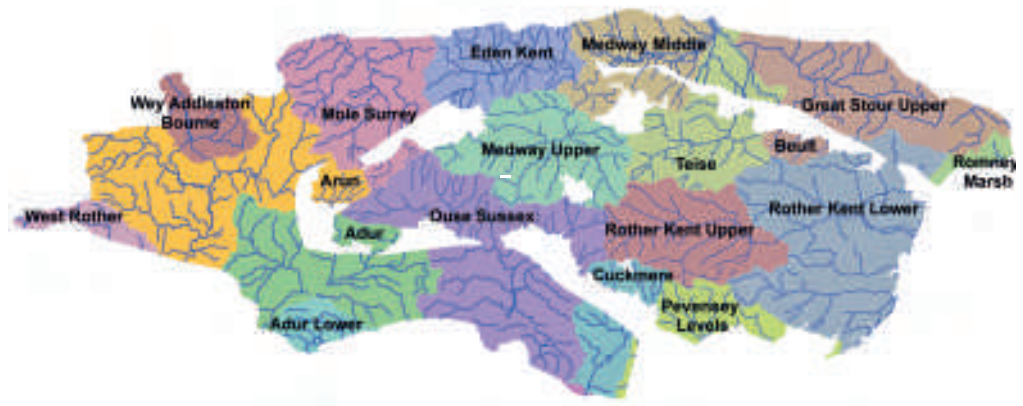 Eden Kent
Medway Middle
Wey Addisston
Bourne
Mole Surrey
Great Stour Upper
Medway Upper
Teise
Beult
Romney
Marsh
Arun
West Rother
Ouse Sussex
Rother Kent Lower
Adur
Rother Kent Upper
Cuckmere
Pevensey
Levels
Adur Lower